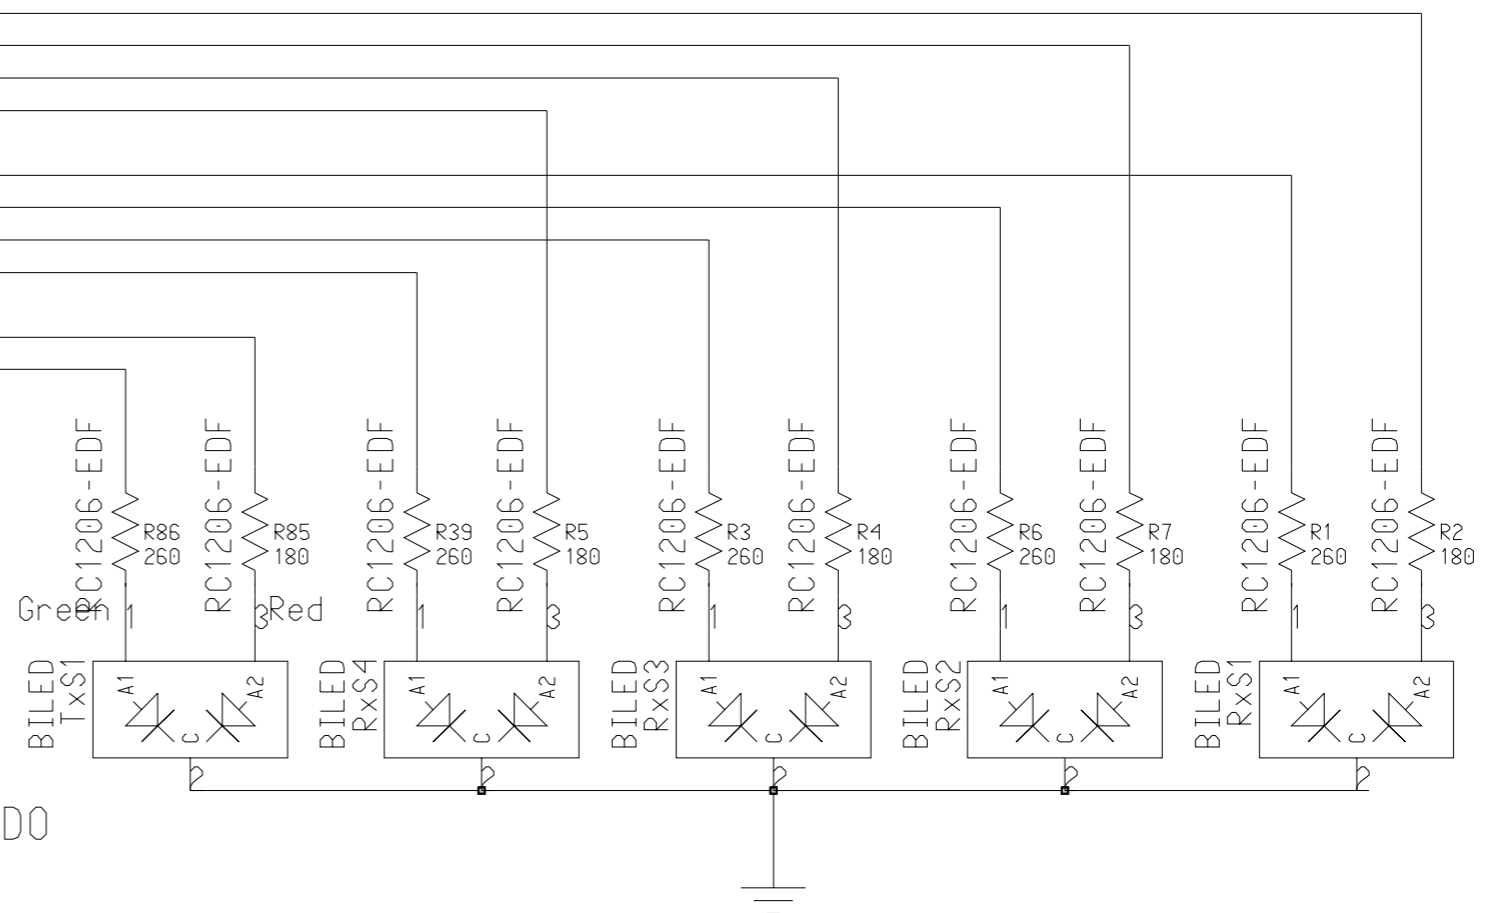 RC1206-EDF
R86
260
RC1206-EDF
R85
180
RC1206-EDF
R39
260
RC1206-EDF
R5
180
RC1206-EDF
R3
260
RC1206-EDF
R4
180
RC1206-EDF
R6
260
RC1206-EDF
R7
180
RC1206-EDF
R1
260
RC1206-EDF
R2
180
Green 1
3 Red
1
3
1
3
1
3
1
3
BILED
TxS1
A1
C
A2
2
BILED
RxS4
A1
C
A2
2
BILED
RxS3
A1
C
A2
2
BILED
RxS2
A1
C
A2
2
BILED
RxS1
A1
C
A2
2
DO